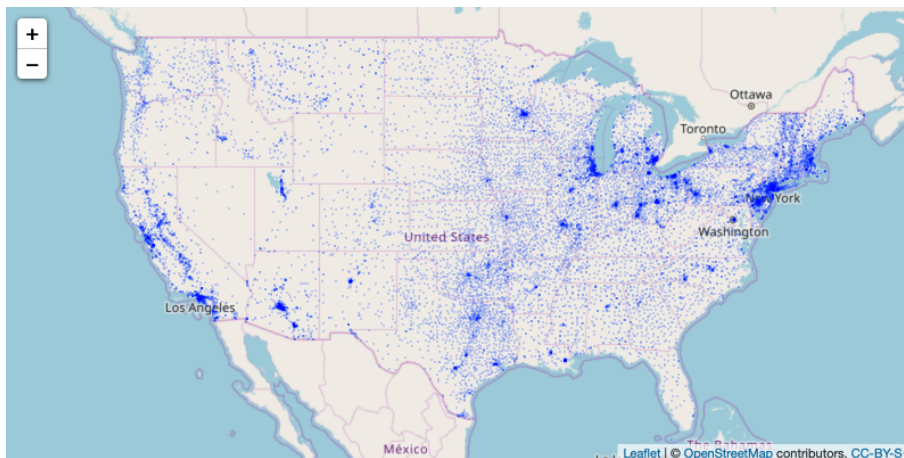 +
−
Ottawa
Toronto
New York
Washington
United States
Los Angeles
México
The Bahamas
Leaflet | © OpenStreetMap contributors, CC-BY-S